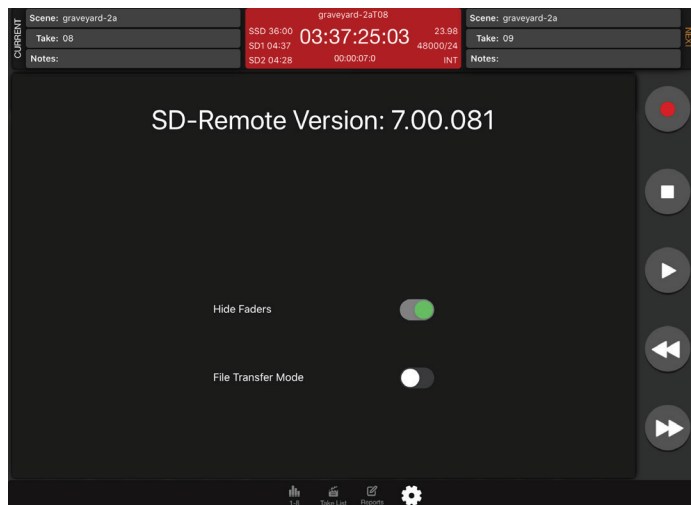 CURRENT
Scene: graveyard-2a
Take: 08
Notes:
graveyard-2aT08
SSD 36:00
SD1 04:37
SD2 04:28
03:37:25:03
00:00:07:0
23.98
48000/24
INT
Scene: graveyard-2a
Take: 09
Notes:
NEXT
SD-Remote Version: 7.00.081
Hide Faders
File Transfer Mode
1-8
Take List
Reports